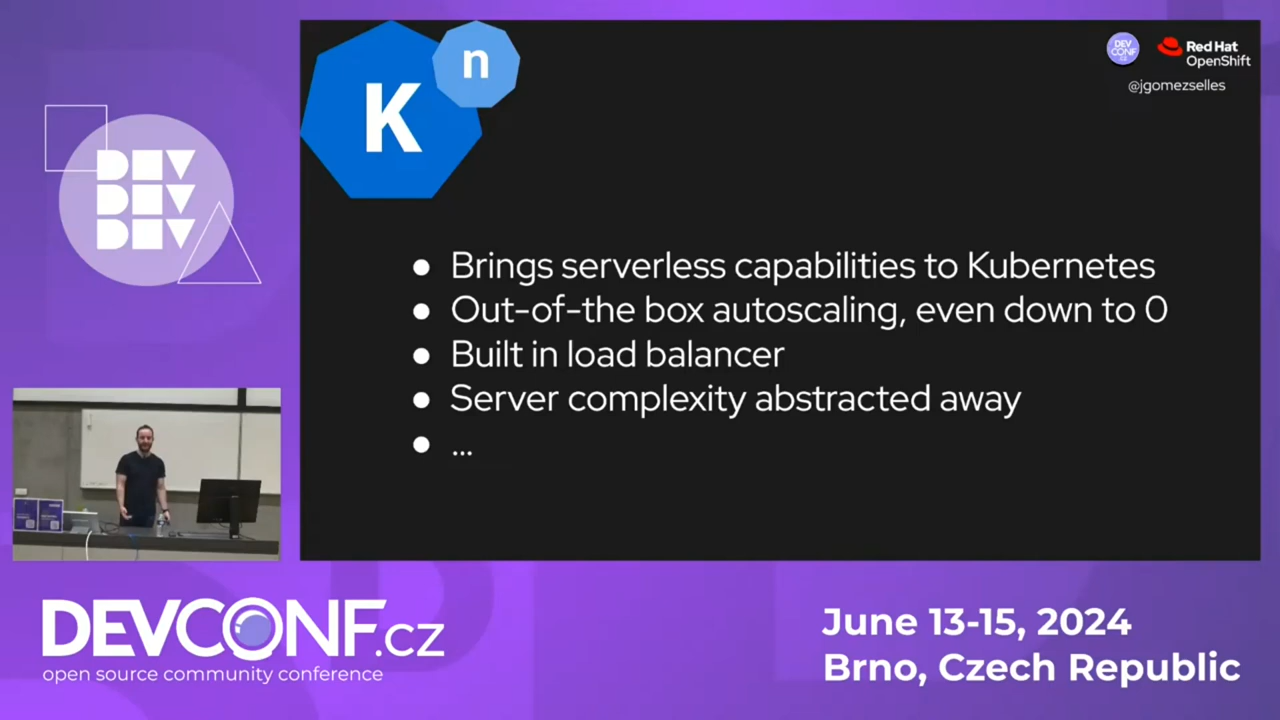 DEV
DEV
DEV
K
n
DEV
CONF
.CZ
Red Hat
OpenShift
@jgomezselles
● Brings serverless capabilities to Kubernetes
● Out-of-the box autoscaling, even down to 0
● Built in load balancer
● Server complexity abstracted away
● ...
DEVCONF.cz
open source community conference
June 13-15, 2024
Brno, Czech Republic